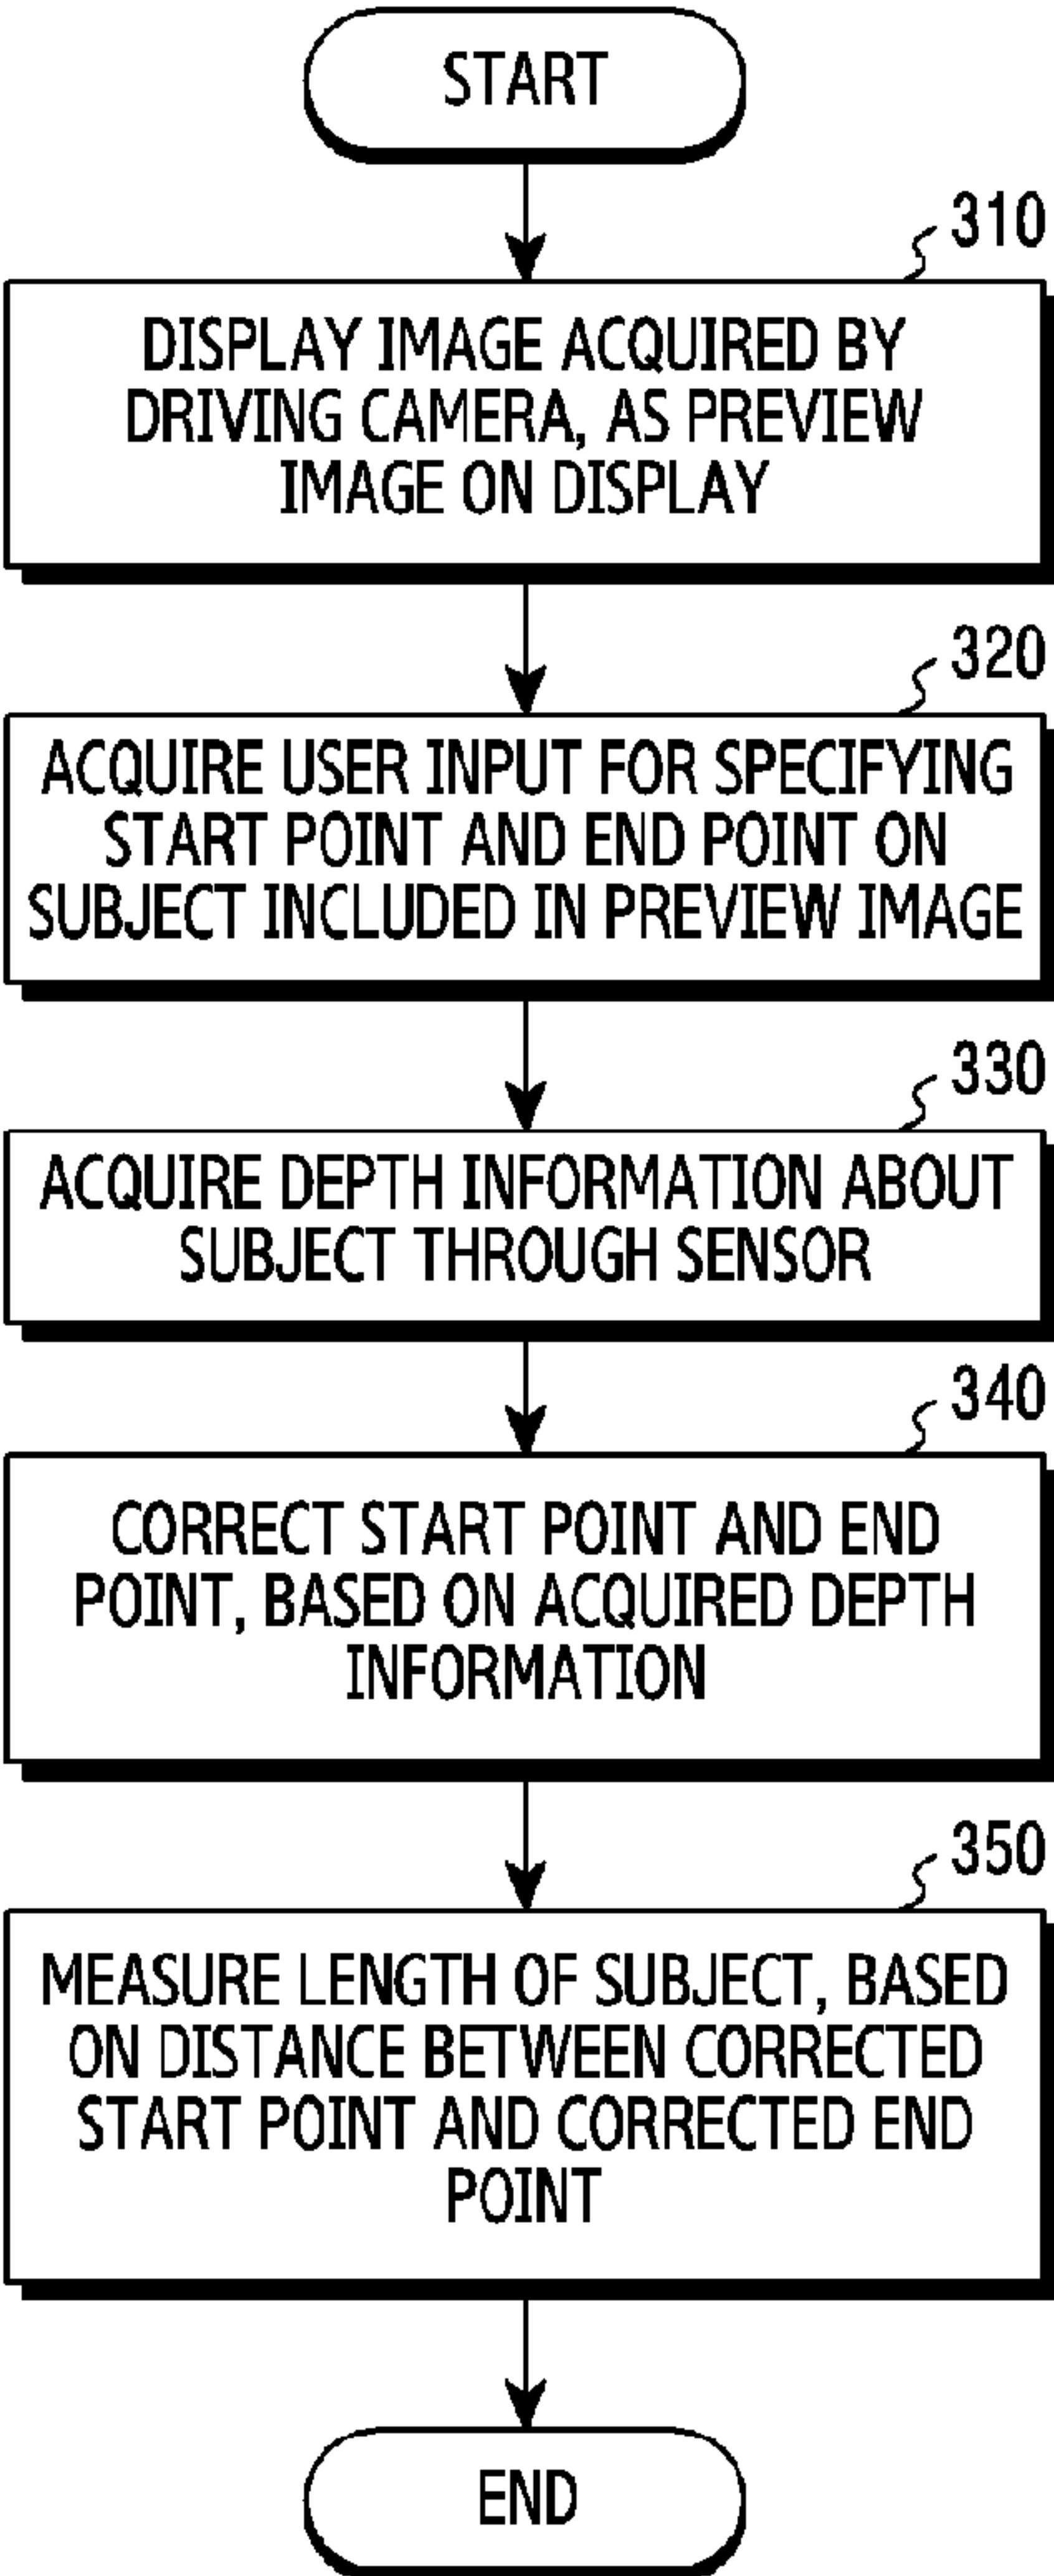 START
310
DISPLAY IMAGE ACQUIRED BY
DRIVING CAMERA, AS PREVIEW
IMAGE ON DISPLAY
320
ACQUIRE USER INPUT FOR SPECIFYING
START POINT AND END POINT ON
SUBJECT INCLUDED IN PREVIEW IMAGE
330
ACQUIRE DEPTH INFORMATION ABOUT
SUBJECT THROUGH SENSOR
340
CORRECT START POINT AND END
POINT, BASED ON ACQUIRED DEPTH
INFORMATION
350
MEASURE LENGTH OF SUBJECT, BASED
ON DISTANCE BETWEEN CORRECTED
START POINT AND CORRECTED END
POINT
END